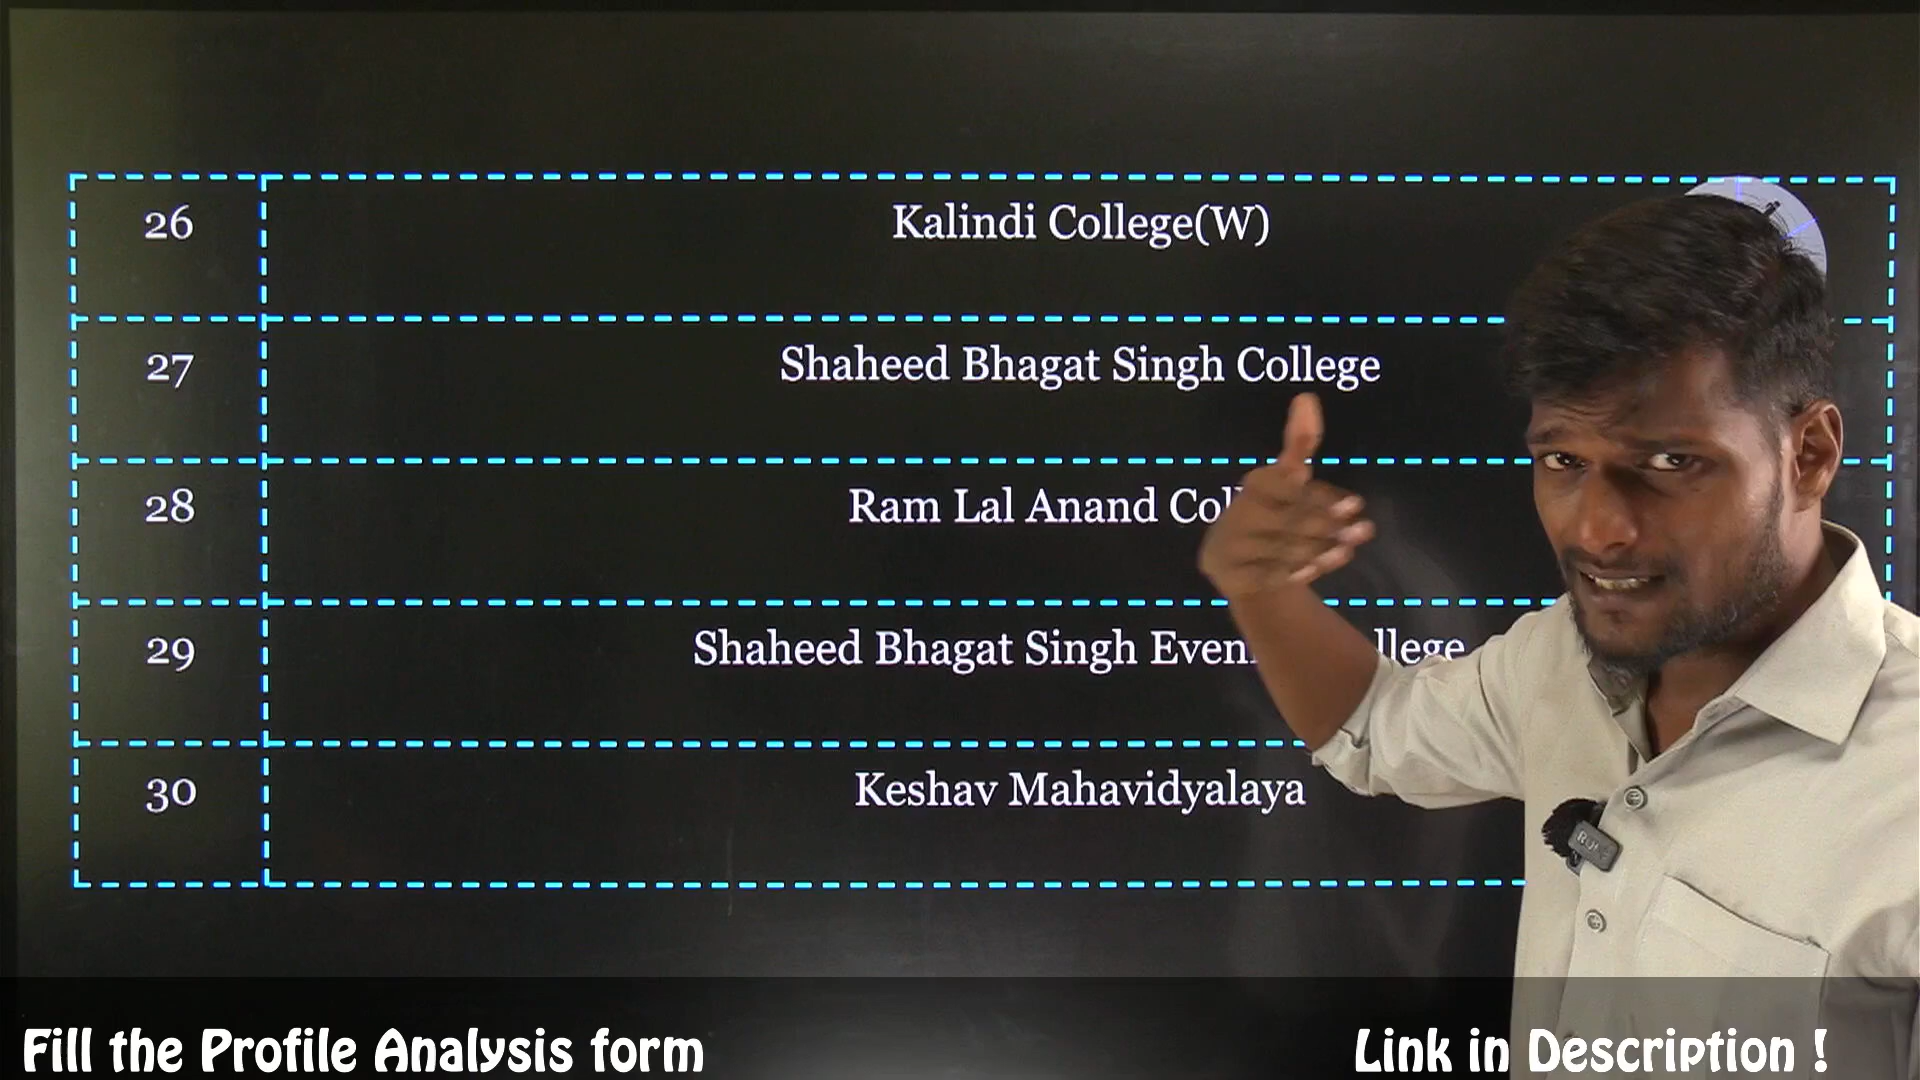 26 Kalindi College(W)
27 Shaheed Bhagat Singh College
28 Ram Lal Anand
29 Shaheed Bhagat Singh
30 Keshav Mahavidyalaya
Fill the Profile Analysis form Link in Description !